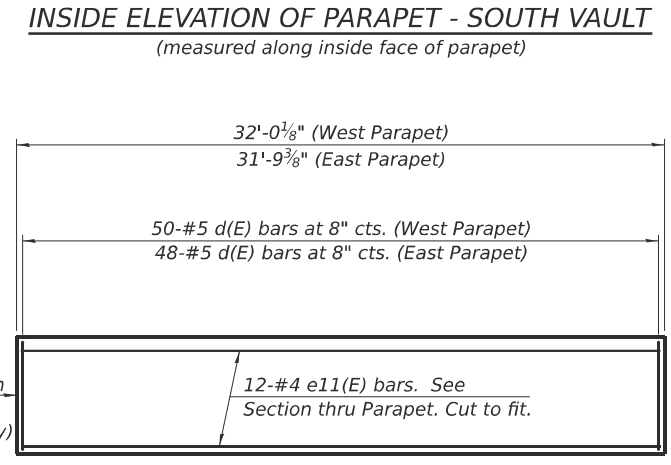 INSIDE ELEVATION OF PARAPET - SOUTH VAULT
(measured along inside face of parapet)
32'-0⅛" (West Parapet)
31'-9⅜" (East Parapet)
50-#5 d(E) bars at 8" cts. (West Parapet)
48-#5 d(E) bars at 8" cts. (East Parapet)
12-#4 e11(E) bars. See
Section thru Parapet. Cut to fit.